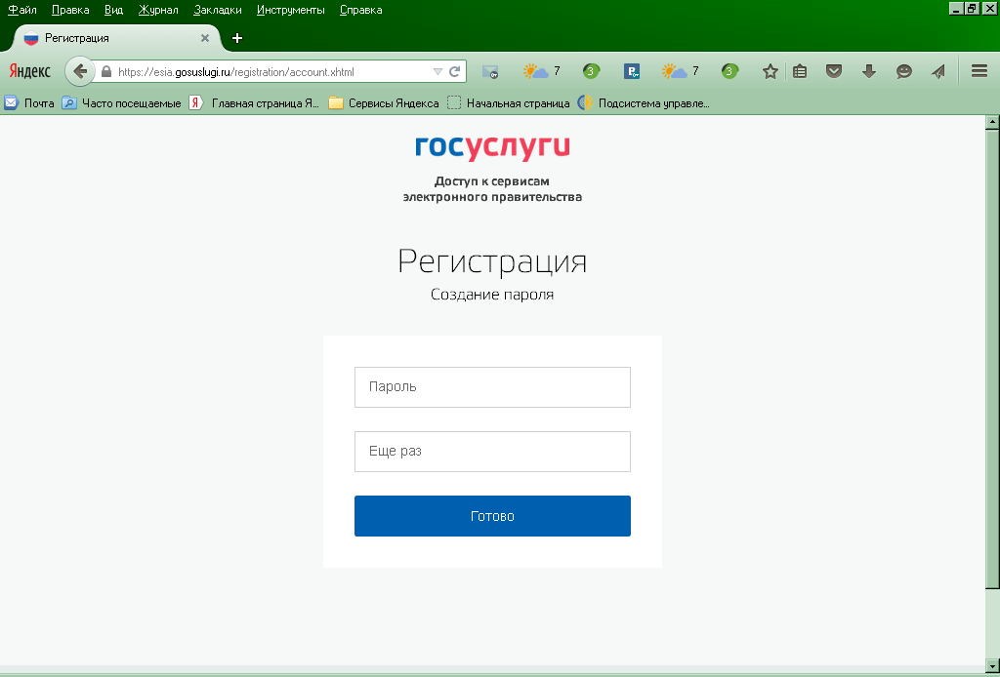 Файл Правка Вид Журнал Закладки Инструменты Справка
Регистрация
Яндекс https://esia.gosuslugi.ru/registration/account.xhtml 7 3 7 3
Почта Часто посещаемые Я Главная страница Я... Сервисы Яндекса Начальная страница Подсистема управле...
госуслуги
Доступ к сервисам
электронного правительства
Регистрация
Создание пароля
Пароль
Еще раз
Готово